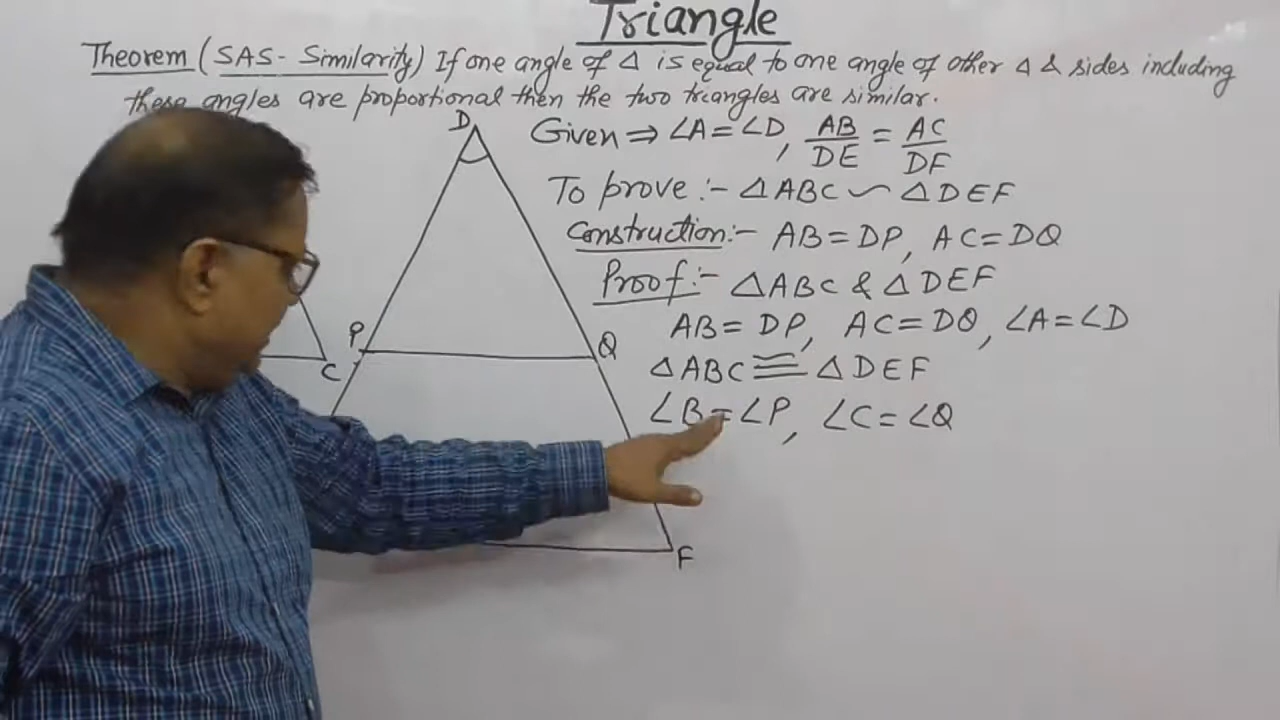 Triangle
Theorem (SAS- Similarity) If one angle of Δ is equal to one angle of other Δ & sides including
these angles are proportional then the two triangles are similar.
D
Given ⇒ ∠A = ∠D, AB/DE = AC/DF
To prove :- ΔABC ∽ ΔDEF
Construction:- AB = DP, AC = DQ
Proof:- ΔABC & ΔDEF
AB = DP, AC = DQ, ∠A = ∠D
P
Q
C
ΔABC ≅ ΔDEF
∠B = ∠P, ∠C = ∠Q
F